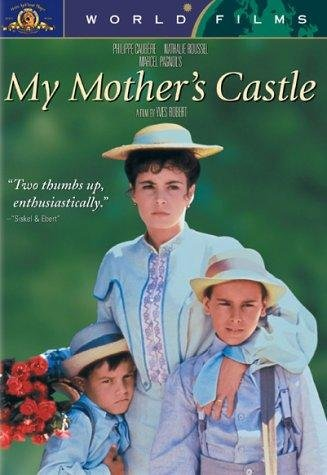 WORLD FILMS
PHILIPPE CAUBÈRE NATHALIE ROUSSEL
MARCEL PAGNOL'S
My Mother's Castle
A FILM BY YVES ROBERT
"Two thumbs up,
enthusiastically."
–"Siskel & Ebert"